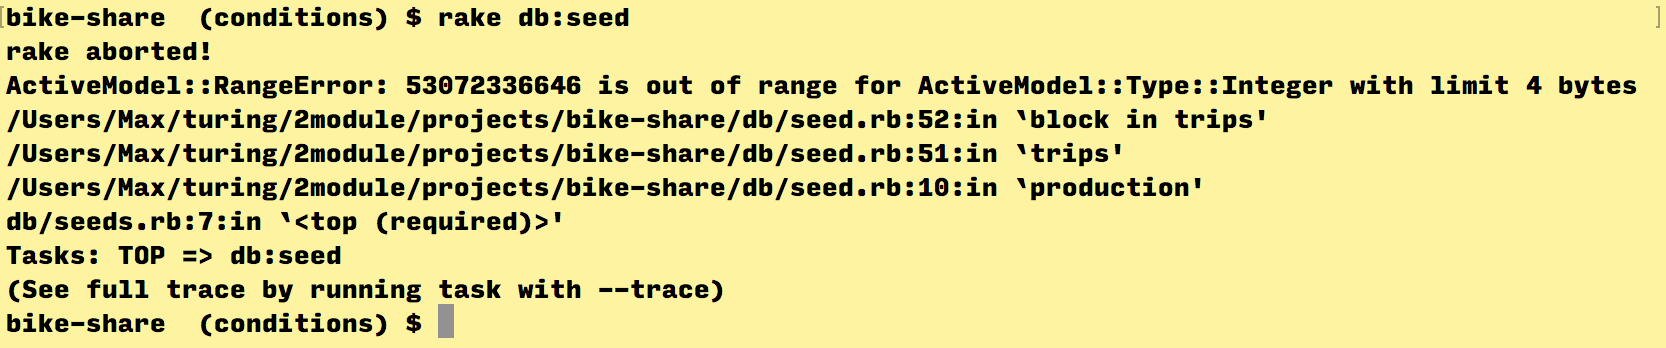 [bike-share  (conditions) $ rake db:seed ]
rake aborted!
ActiveModel::RangeError: 53072336646 is out of range for ActiveModel::Type::Integer with limit 4 bytes
/Users/Max/turing/2module/projects/bike-share/db/seed.rb:52:in `block in trips'
/Users/Max/turing/2module/projects/bike-share/db/seed.rb:51:in `trips'
/Users/Max/turing/2module/projects/bike-share/db/seed.rb:10:in `production'
db/seeds.rb:7:in `<top (required)>'
Tasks: TOP => db:seed
(See full trace by running task with --trace)
bike-share  (conditions) $